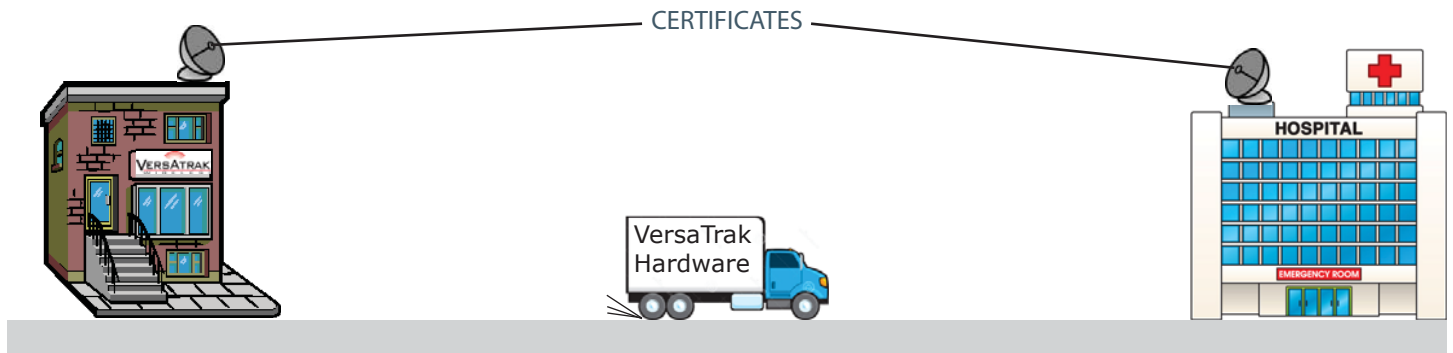 CERTIFICATES
HOSPITAL
VERSATRAK
VersaTrak
Hardware
EMERGENCY ROOM